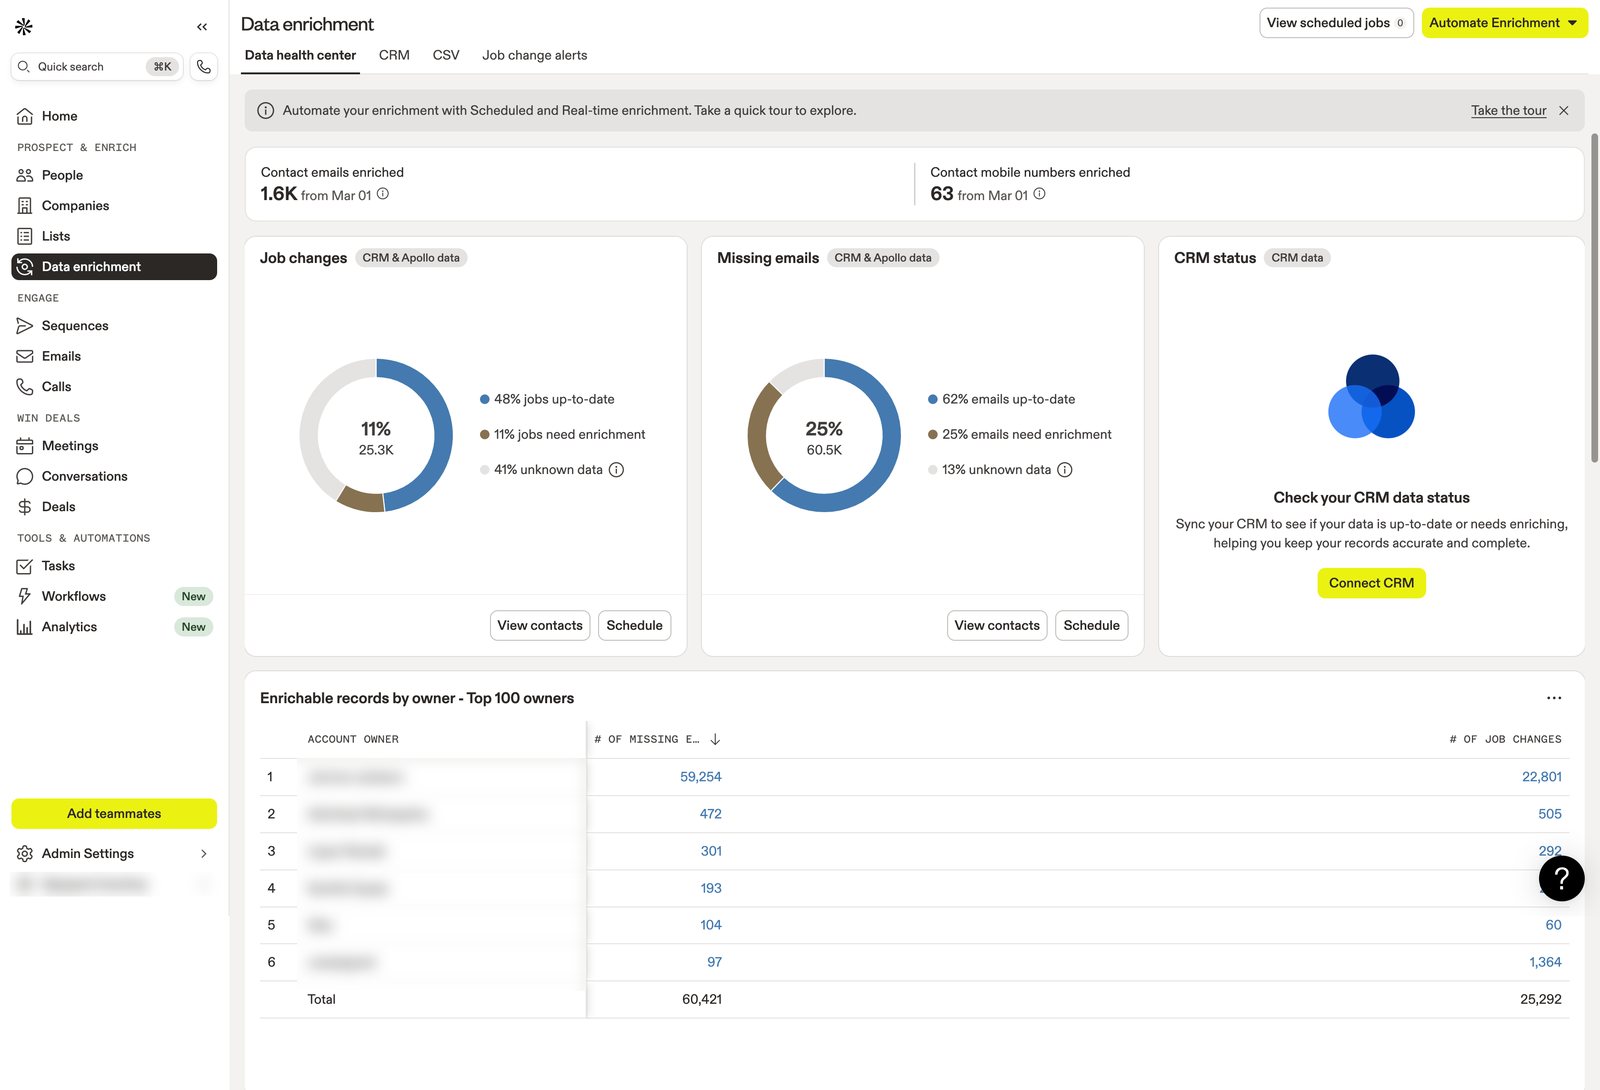 Data enrichment
View scheduled jobs 0
Automate Enrichment
Quick search ⌘K
Data health center
CRM
CSV
Job change alerts
Home
PROSPECT & ENRICH
People
Companies
Lists
Data enrichment
ENGAGE
Sequences
Emails
Calls
WIN DEALS
Meetings
Conversations
Deals
TOOLS & AUTOMATIONS
Tasks
Workflows New
Analytics New
Add teammates
Admin Settings
Automate your enrichment with Scheduled and Real-time enrichment. Take a quick tour to explore.
Take the tour
Contact emails enriched
1.6K from Mar 01
Contact mobile numbers enriched
63 from Mar 01
Job changes CRM & Apollo data
11%
25.3K
48% jobs up-to-date
11% jobs need enrichment
41% unknown data
View contacts
Schedule
Missing emails CRM & Apollo data
25%
60.5K
62% emails up-to-date
25% emails need enrichment
13% unknown data
View contacts
Schedule
CRM status CRM data
Check your CRM data status
Sync your CRM to see if your data is up-to-date or needs enriching,
helping you keep your records accurate and complete.
Connect CRM
Enrichable records by owner - Top 100 owners
ACCOUNT OWNER # OF MISSING E… # OF JOB CHANGES
1 59,254 22,801
2 472 505
3 301 292
4 193
5 104 60
6 97 1,364
Total 60,421 25,292
?